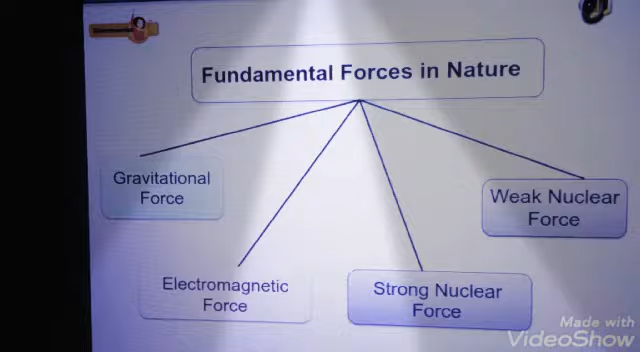 Fundamental Forces in Nature
Gravitational
Force
Weak Nuclear
Force
Electromagnetic
Force
Strong Nuclear
Force
Made with
VideoShow